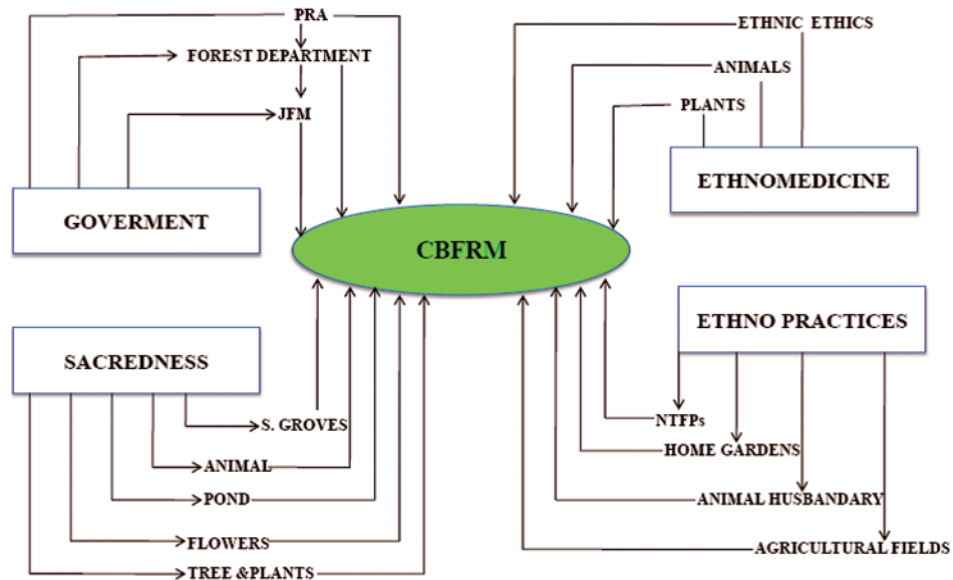 PRA
ETHNIC ETHICS
FOREST DEPARTMENT
ANIMALS
PLANTS
JFM
ETHNOMEDICINE
GOVERMENT
CBFRM
ETHNO PRACTICES
SACREDNESS
S. GROVES
NTFPs
HOME GARDENS
ANIMAL
POND
ANIMAL HUSBANDARY
FLOWERS
AGRICULTURAL FIELDS
TREE &PLANTS